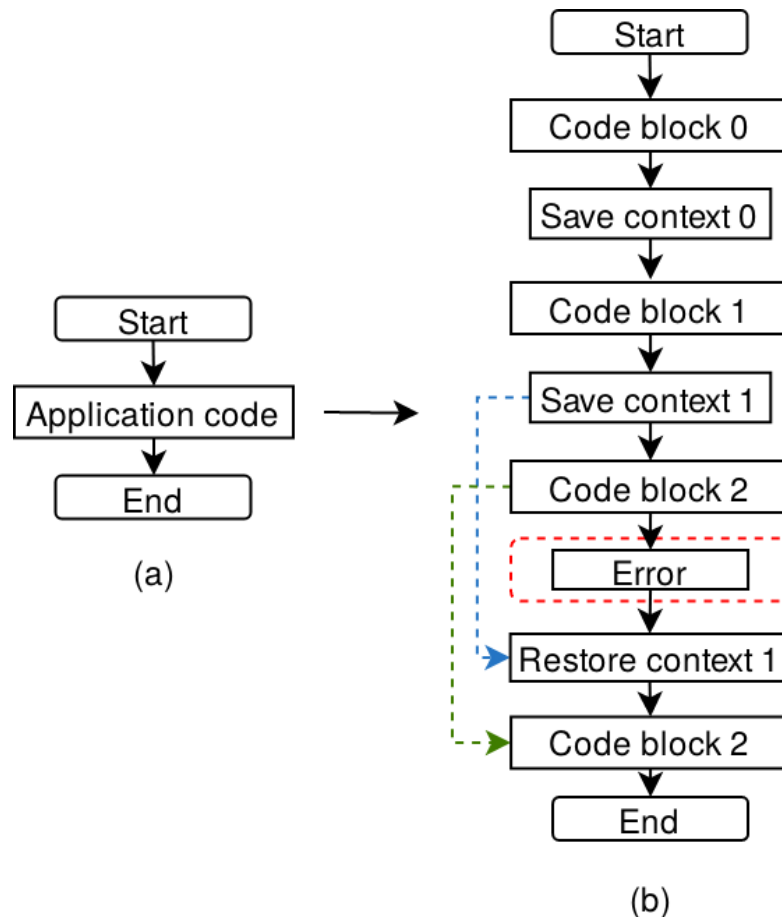 Start
Application code
End
(a)
Start
Code block 0
Save context 0
Code block 1
Save context 1
Code block 2
Error
Restore context 1
Code block 2
End
(b)